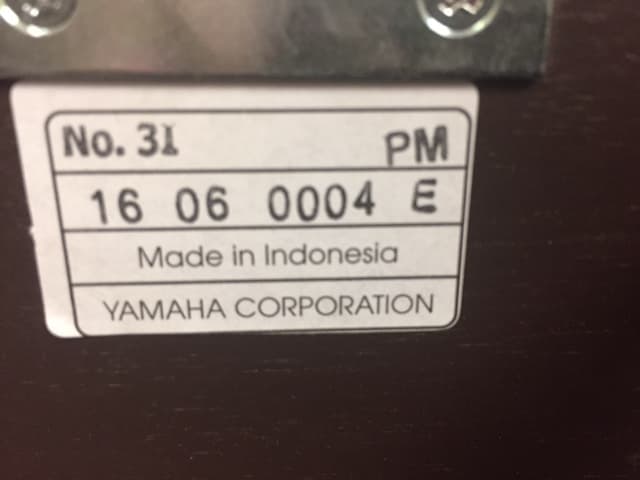 No. 31 PM
16 06 0004 E
Made in Indonesia
YAMAHA CORPORATION